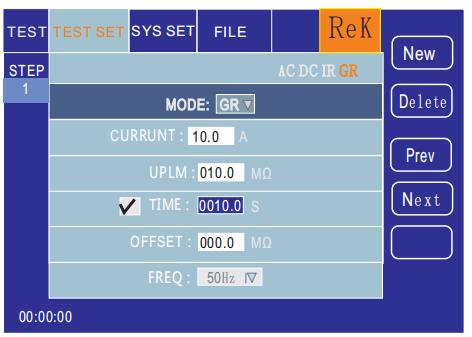 TEST TEST SET SYS SET FILE ReK
STEP
1
AC DC IR GR
MODE: GR
CURRUNT : 10.0 A
UPLM : 010.0 MΩ
TIME : 0010.0 S
OFFSET : 000.0 MΩ
FREQ : 50Hz
New
Delete
Prev
Next
00:00:00